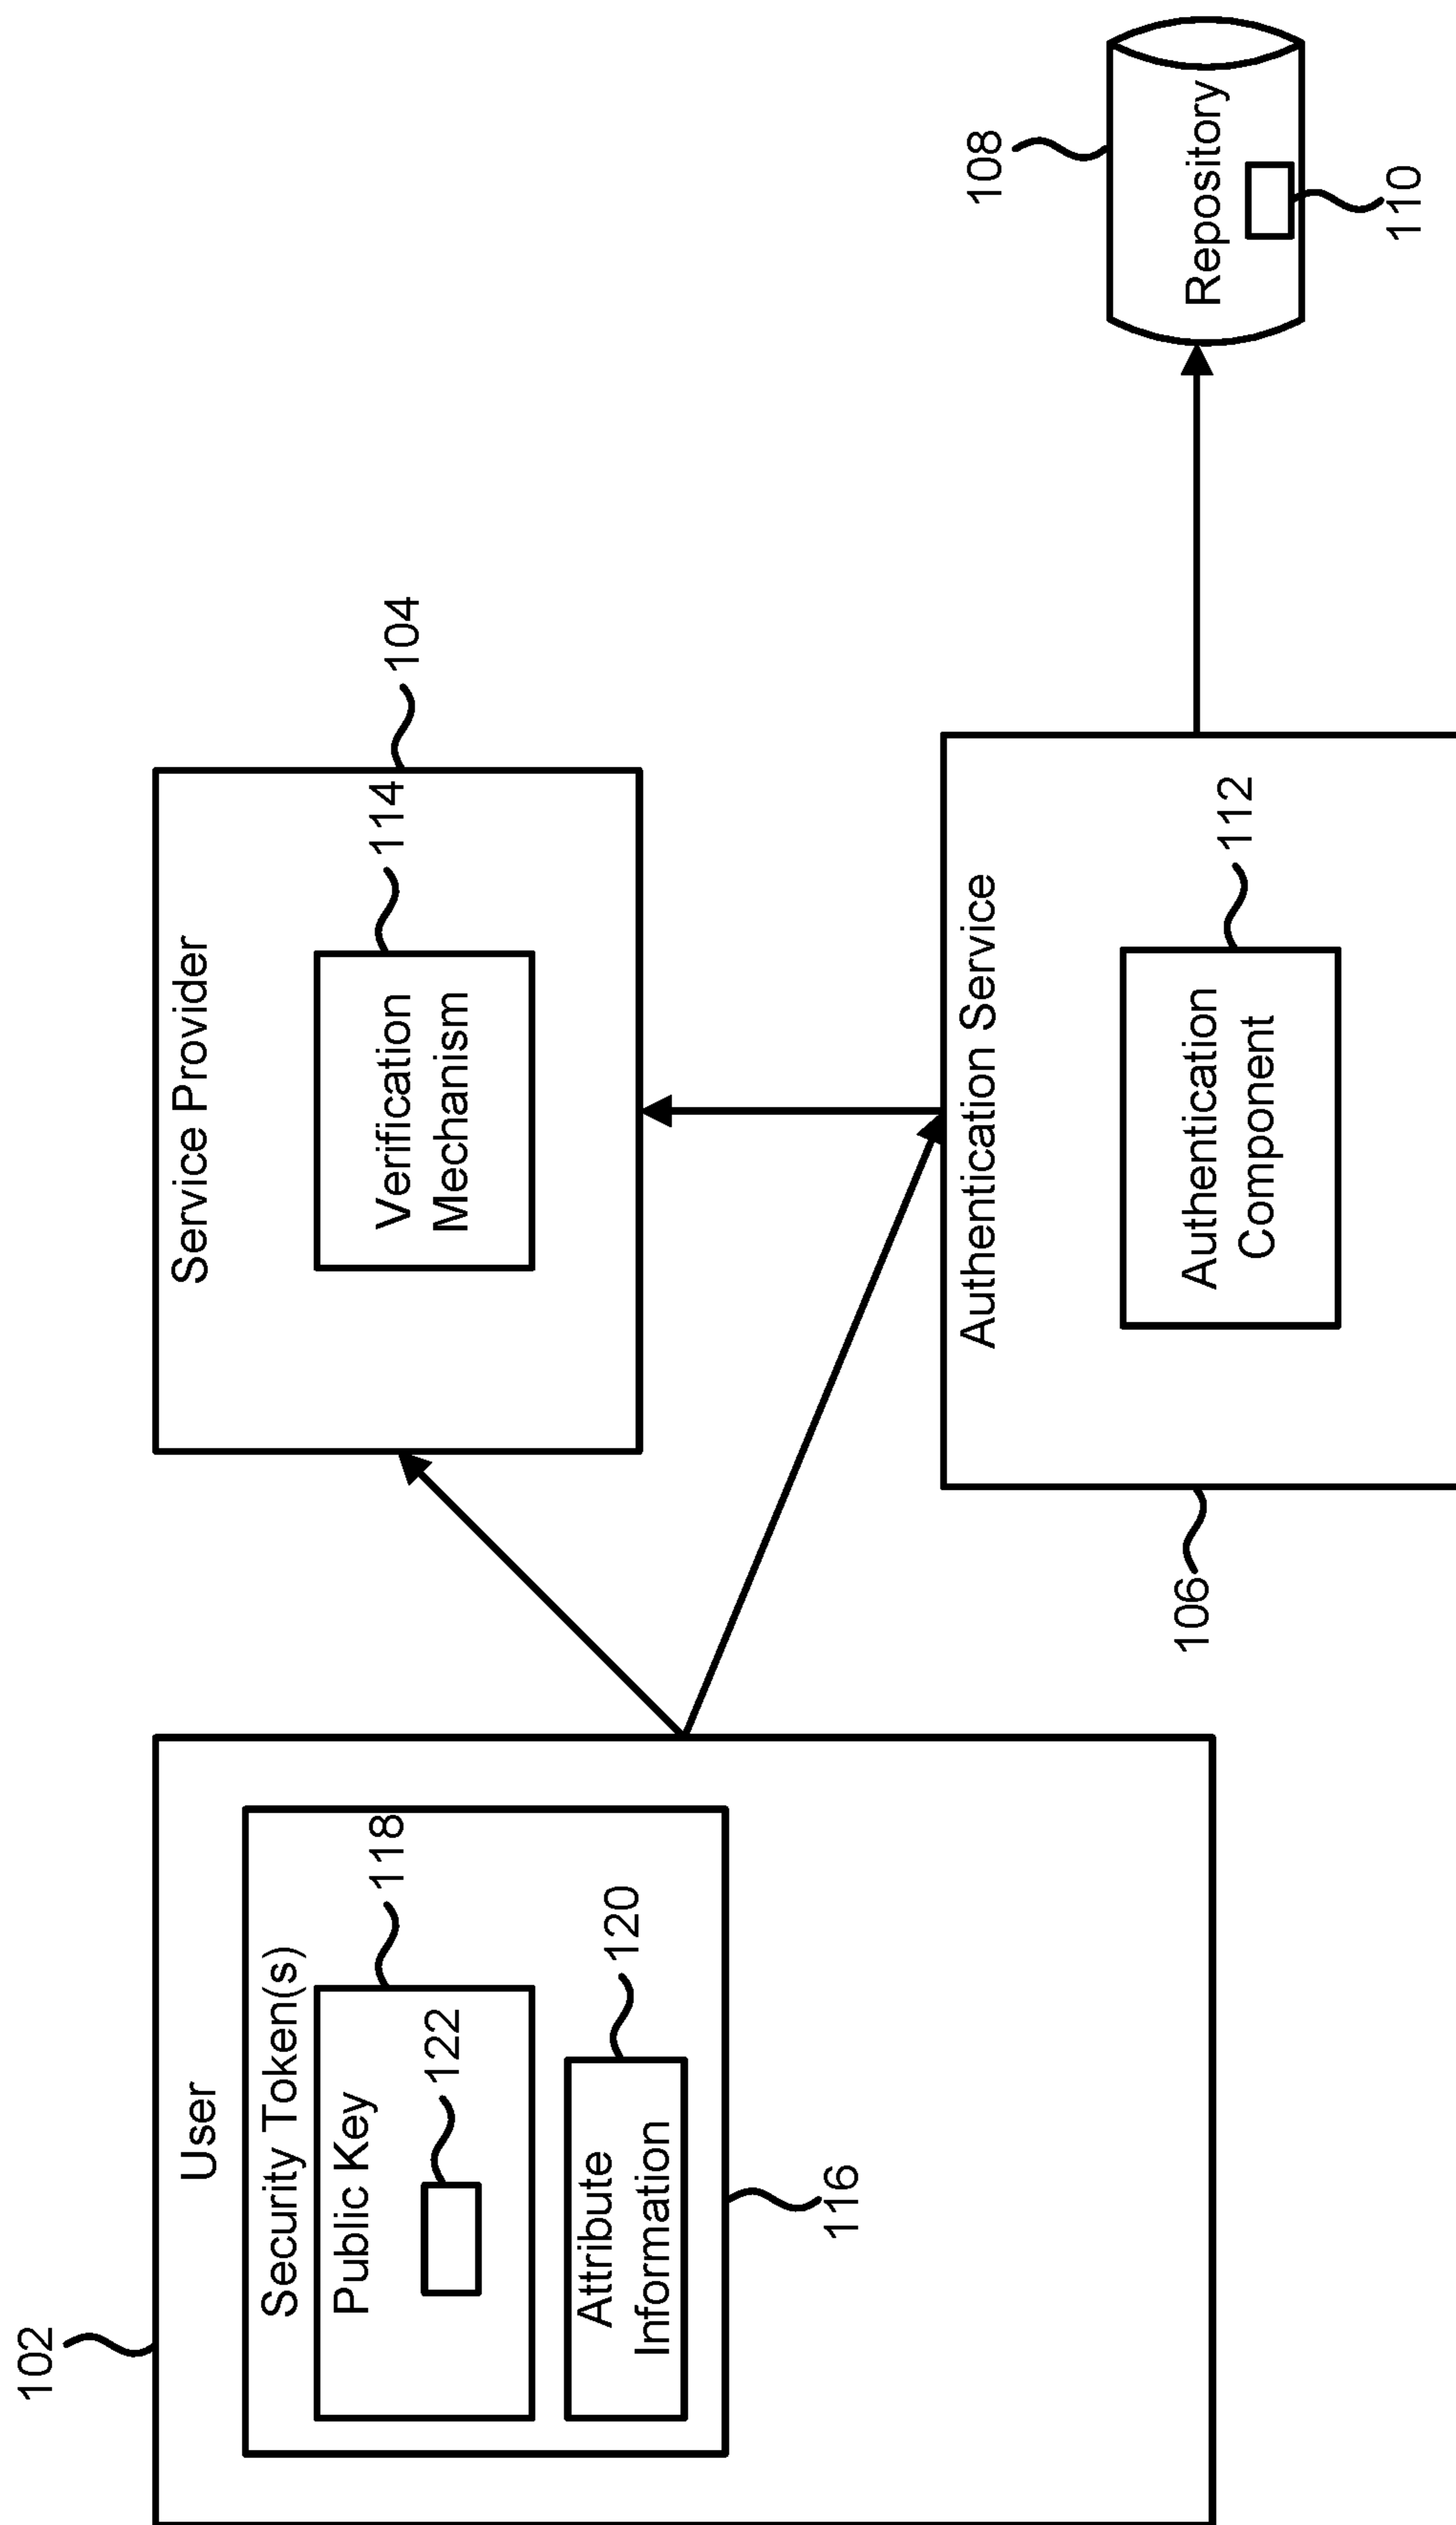 102
User
Security Token(s)
Public Key
118
122
Attribute
Information
120
116
Service Provider
104
114
Verification
Mechanism
Authentication Service
106
112
Authentication
Component
108
Repository
110